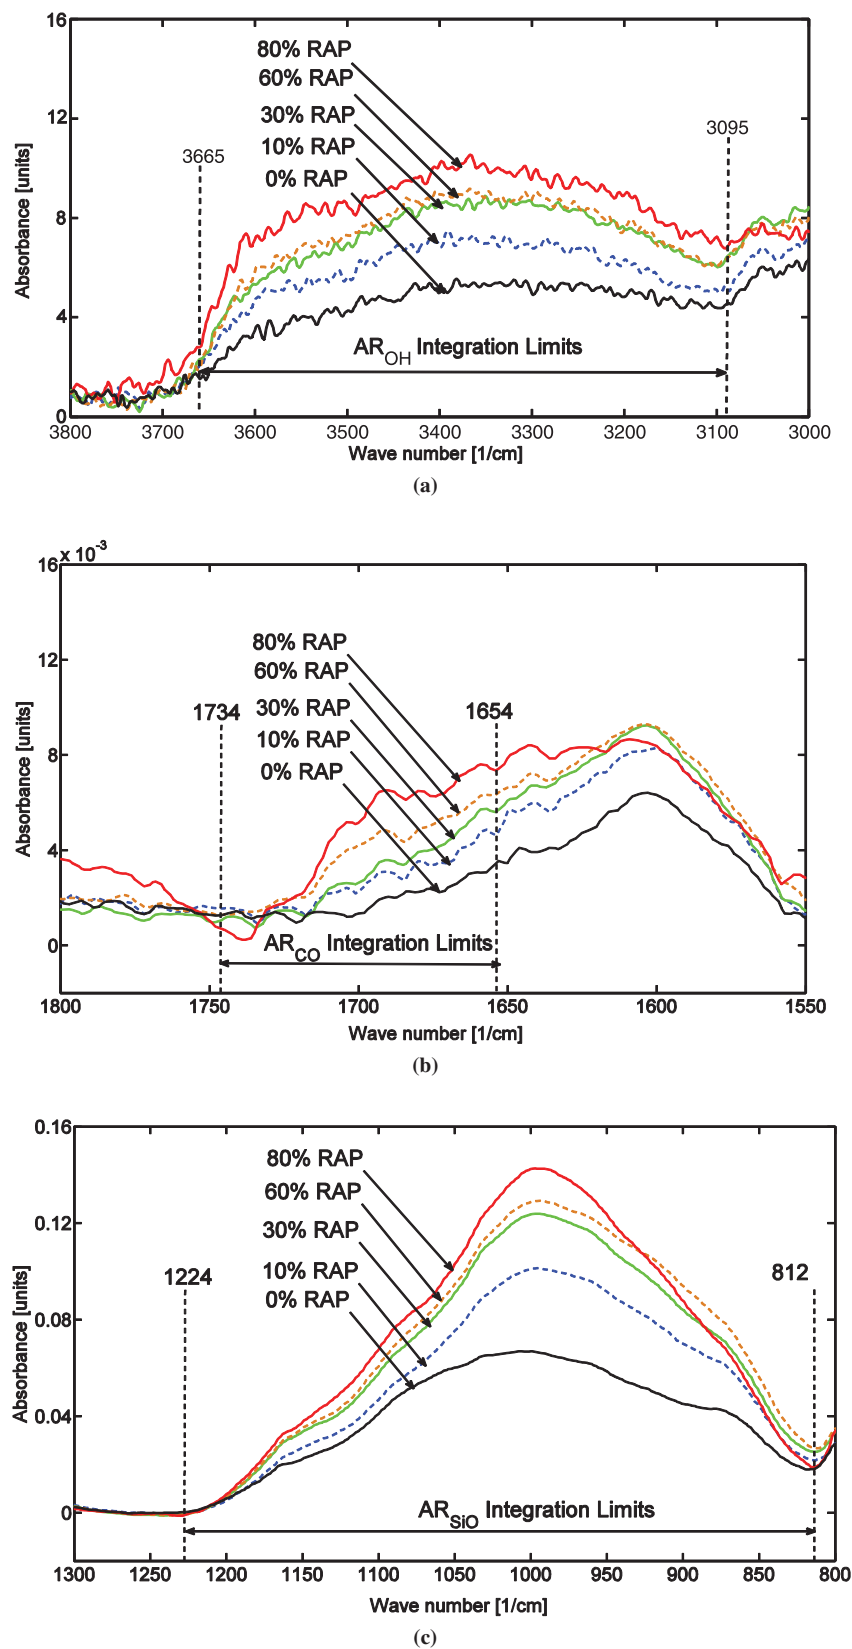 16
80% RAP
60% RAP
12
30% RAP
3665
3095
10% RAP
0% RAP
8
4
0
Absorbance [units]
AR_OH Integration Limits
3800 3700 3600 3500 3400 3300 3200 3100 3000
Wave number [1/cm]
(a)
16 x 10^-3
80% RAP
12
60% RAP
1734
30% RAP
1654
10% RAP
0% RAP
8
4
0
Absorbance [units]
AR_CO Integration Limits
1800 1750 1700 1650 1600 1550
Wave number [1/cm]
(b)
0.16
80% RAP
60% RAP
0.12
30% RAP
1224
10% RAP
812
0% RAP
0.08
0.04
0
Absorbance [units]
AR_SiO Integration Limits
1300 1250 1200 1150 1100 1050 1000 950 900 850 800
Wave number [1/cm]
(c)